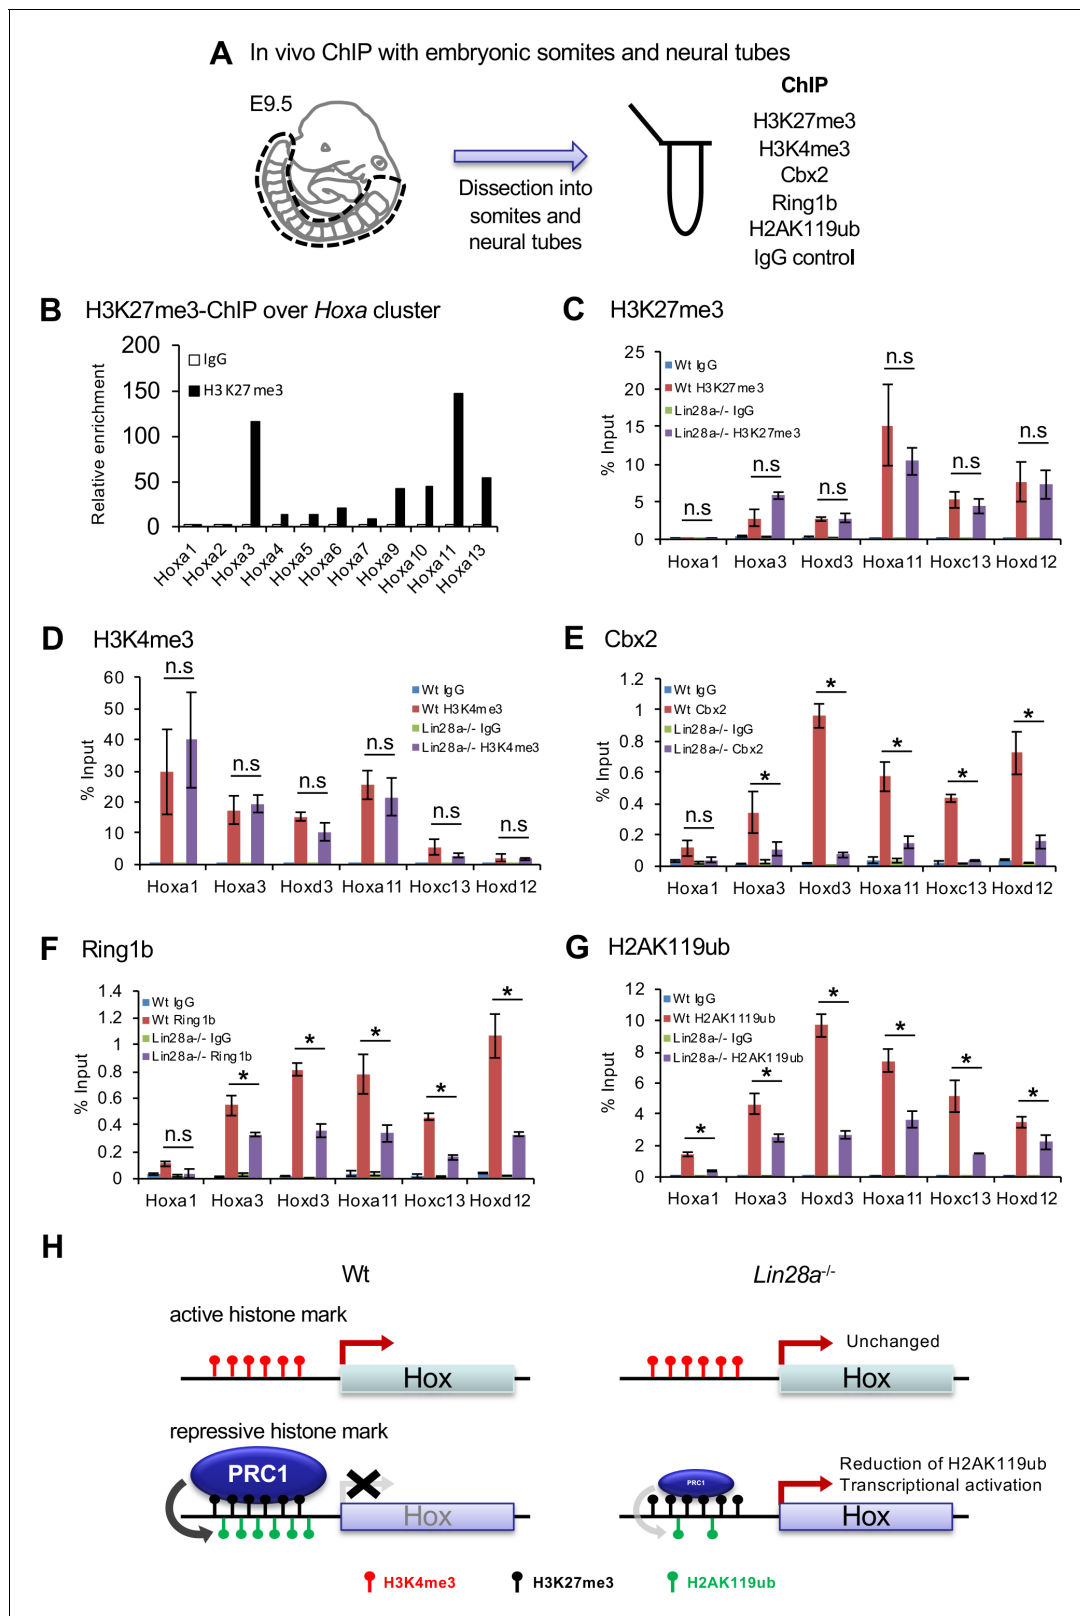 A In vivo ChIP with embryonic somites and neural tubes
E9.5
Dissection into
somites and
neural tubes
ChIP
H3K27me3
H3K4me3
Cbx2
Ring1b
H2AK119ub
IgG control
B H3K27me3-ChIP over Hoxa cluster
Relative enrichment
200
150
100
50
0
IgG
H3K27me3
Hoxa1
Hoxa2
Hoxa3
Hoxa4
Hoxa5
Hoxa6
Hoxa7
Hoxa9
Hoxa10
Hoxa11
Hoxa13
C H3K27me3
% Input
25
20
15
10
5
0
Wt IgG
Wt H3K27me3
Lin28a-/- IgG
Lin28a-/- H3K27me3
n.s
n.s
n.s
n.s
n.s
n.s
Hoxa1 Hoxa3 Hoxd3 Hoxa11 Hoxc13 Hoxd12
D H3K4me3
% Input
60
50
40
30
20
10
0
Wt IgG
Wt H3K4me3
Lin28a-/- IgG
Lin28a-/- H3K4me3
n.s
n.s
n.s
n.s
n.s
n.s
Hoxa1 Hoxa3 Hoxd3 Hoxa11 Hoxc13 Hoxd12
E Cbx2
% Input
1.2
1
0.8
0.6
0.4
0.2
0
Wt IgG
Wt Cbx2
Lin28a-/- IgG
Lin28a-/- Cbx2
n.s
*
*
*
*
*
Hoxa1 Hoxa3 Hoxd3 Hoxa11 Hoxc13 Hoxd12
F Ring1b
% Input
1.4
1.2
1
0.8
0.6
0.4
0.2
0
Wt IgG
Wt Ring1b
Lin28a-/- IgG
Lin28a-/- Ring1b
n.s
*
*
*
*
*
Hoxa1 Hoxa3 Hoxd3 Hoxa11 Hoxc13 Hoxd12
G H2AK119ub
% Input
12
10
8
6
4
2
0
Wt IgG
Wt H2AK1119ub
Lin28a-/- IgG
Lin28a-/- H2AK119ub
*
*
*
*
*
*
Hoxa1 Hoxa3 Hoxd3 Hoxa11 Hoxc13 Hoxd12
H
Wt
Lin28a-/-
active histone mark
Hox
Unchanged
Hox
repressive histone mark
PRC1
Hox
PRC1
Reduction of H2AK119ub
Transcriptional activation
Hox
H3K4me3
H3K27me3
H2AK119ub